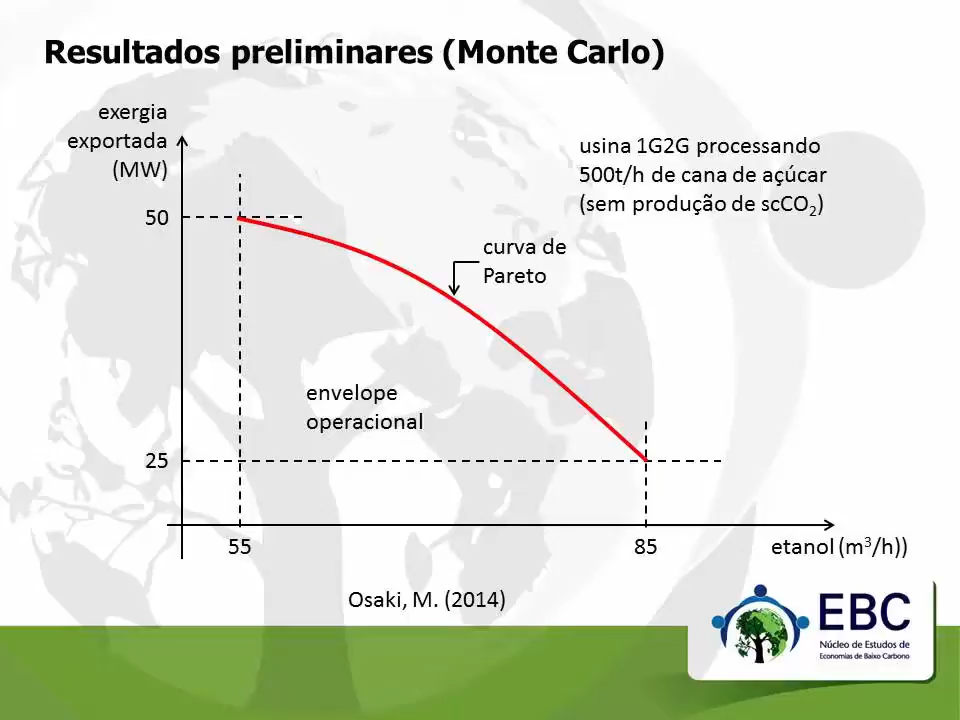 Resultados preliminares (Monte Carlo)
exergia
exportada
(MW)
usina 1G2G processando
500t/h de cana de açúcar
(sem produção de scCO₂)
50
curva de
Pareto
envelope
operacional
25
55
85
etanol (m³/h))
Osaki, M. (2014)
EBC
Núcleo de Estudos de
Economias de Baixo Carbono